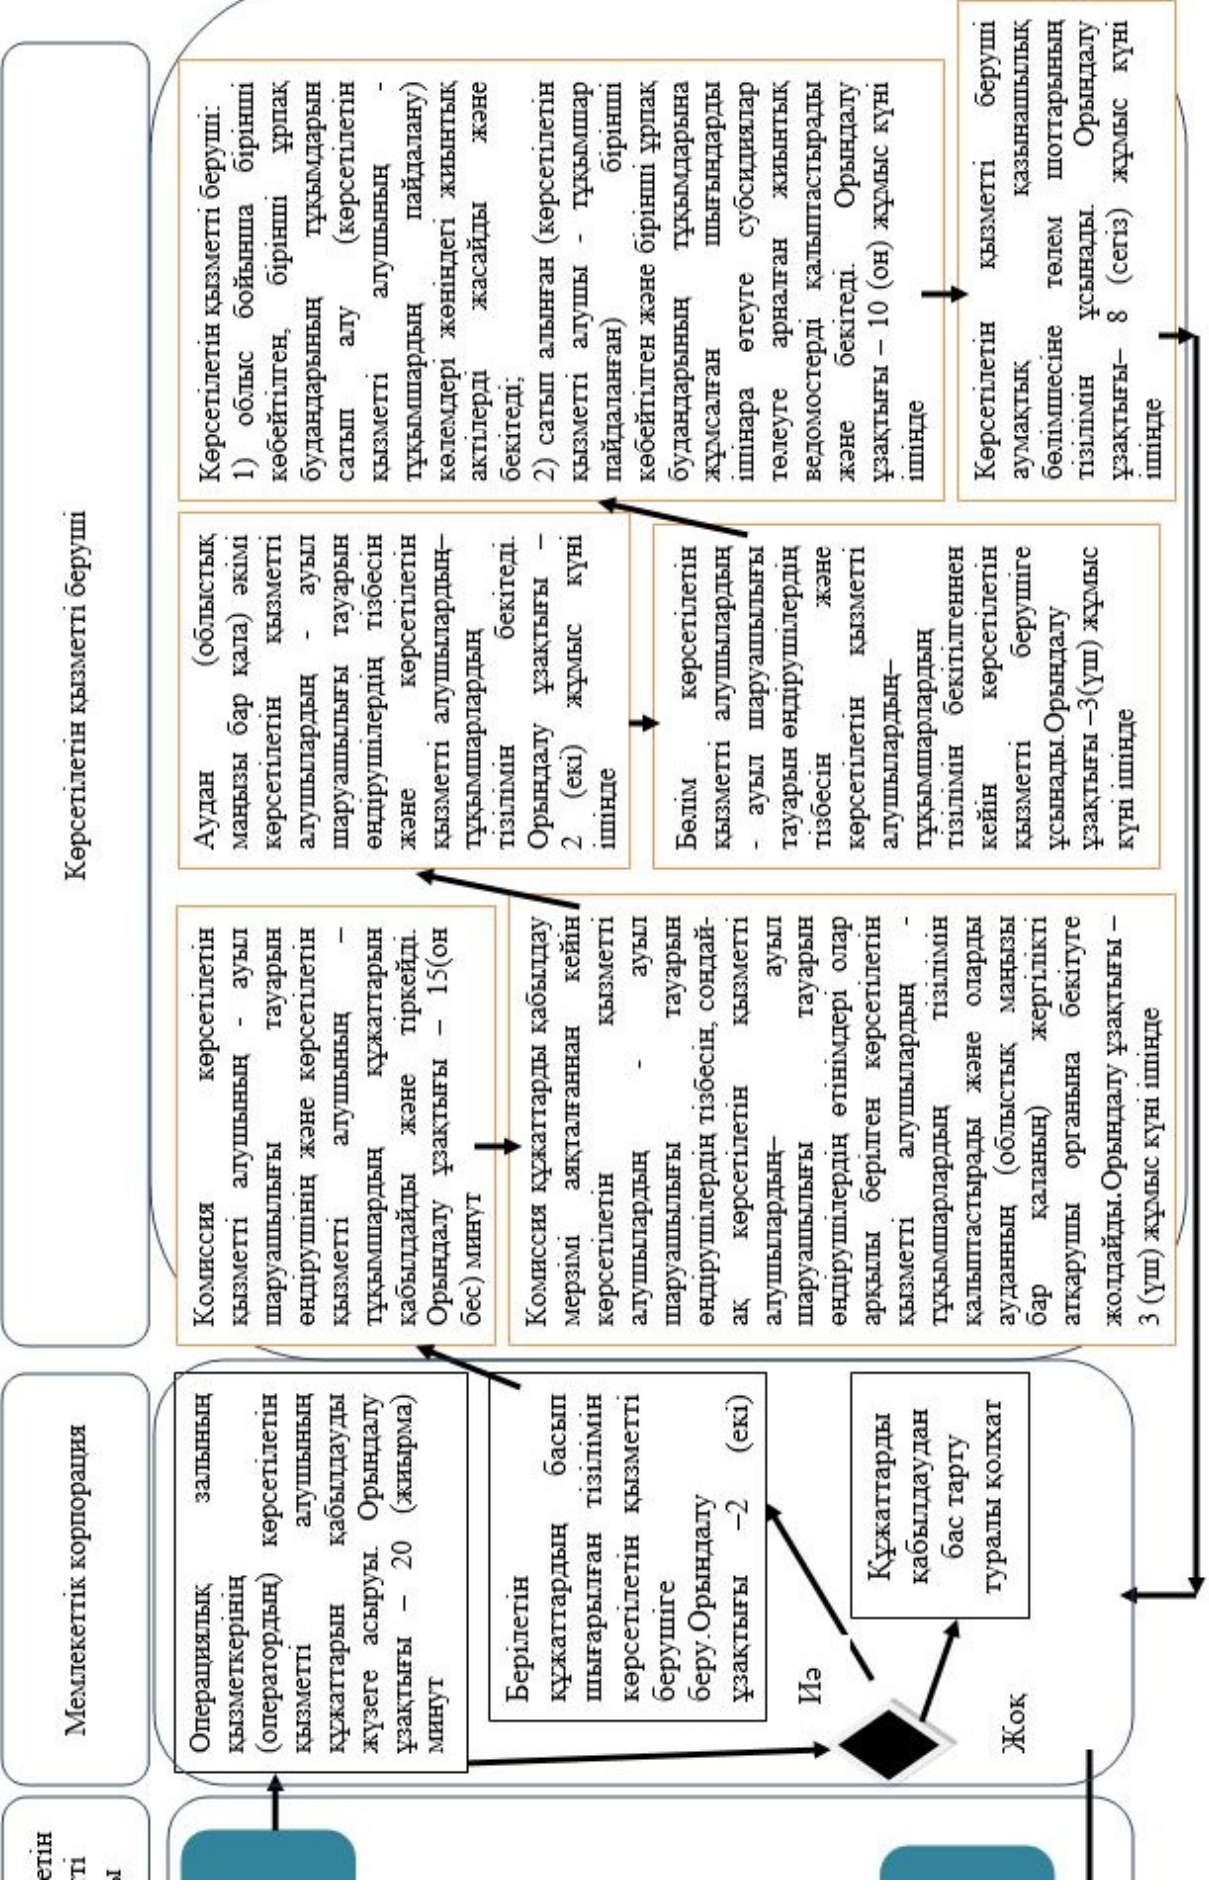 етін
ті
ы
Мемлекеттік корпорация
Көрсетілетін қызметті беруші
Операциялық залының
қызметкерінің
(оператордың) көрсетілетін
қызметті алушының
құжаттарын қабылдауды
жүзеге асыруы. Орындалу
ұзақтығы – 20 (жиырма)
минут
Берілетін
құжаттардың басып
шығарылған тізілімін
көрсетілетін қызметті
берушіге
беру.Орындалу
ұзақтығы –2 (екі)
Иә
Жоқ
Құжаттарды
қабылдаудан
бас тарту
туралы қолхат
Комиссия көрсетілетін
қызметті алушының - ауыл
шаруашылығы тауарын
өндірушінің және көрсетілетін
қызметті алушының –
тұқымшардың құжаттарын
қабылдайды және тіркейді.
Орындалу ұзақтығы – 15(он
бес) минут
Комиссия құжаттарды қабылдау
мерзімі аяқталғаннан кейін
көрсетілетін қызметті
алушылардың - ауыл
шаруашылығы тауарын
өндірушілердің тізбесін, сондай-
ақ көрсетілетін қызметті
алушылардың– ауыл
шаруашылығы тауарын
өндірушілердің өтінімдері олар
арқылы берілген көрсетілетін
қызметті алушылардың -
тұқымшарлардың тізілімін
қалыптастырады және оларды
ауданның (облыстық маңызы
бар қаланың) жергілікті
атқарушы органына бекітуге
жолдайды.Орындалу ұзақтығы –
3 (үш) жұмыс күні ішінде
Аудан (облыстық
маңызы бар қала) әкімі
көрсетілетін қызметті
алушылардың - ауыл
шаруашылығы тауарын
өндірушілердің тізбесін
және көрсетілетін
қызметті алушылардың–
тұқымшарлардың
тізілімін бекітеді.
Орындалу ұзақтығы –
2 (екі) жұмыс күні
ішінде
Бөлім көрсетілетін
қызметті алушылардың
- ауыл шаруашылығы
тауарын өндірушілердің
тізбесін және
көрсетілетін қызметті
алушылардың–
тұқымшарлардың
тізілімін бекітілгеннен
кейін көрсетілетін
қызметті берушіге
ұсынады.Орындалу
ұзақтығы–3(үш) жұмыс
күні ішінде
Көрсетілетін қызметті беруші:
1) облыс бойынша бірінші
көбейтілген, бірінші ұрпақ
будандарының тұқымдарын
сатып алу (көрсетілетін
қызметті алушының -
тұқымшардың пайдалану)
көлемдері жөніндегі жиынтық
актілерді жасайды және
бекітеді;
2) сатып алынған (көрсетілетін
қызметті алушы - тұқымшар
пайдаланған) бірінші
көбейтілген және бірінші ұрпақ
будандарының тұқымдарына
жұмсалған шығындарды
ішінара өтеуге субсидиялар
төлеуге арналған жиынтық
ведомостерді қалыптастырады
және бекітеді. Орындалу
ұзақтығы – 10 (он) жұмыс күні
ішінде
Көрсетілетін қызметті беруші
аумақтық қазынашылық
бөлімшесіне төлем шоттарының
тізілімін ұсынады. Орындалу
ұзақтығы– 8 (сегіз) жұмыс күні
ішінде